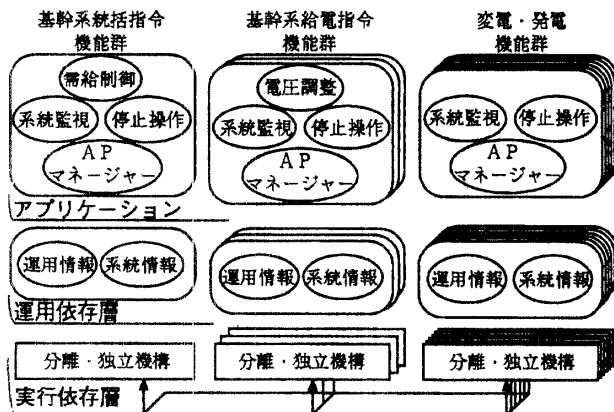 基幹系統括指令
機能群
需給制御
系統監視
停止操作
AP
マネージャー
アプリケーション
基幹系給電指令
機能群
電圧調整
系統監視
停止操作
AP
マネージャー
変電・発電
機能群
系統監視
停止操作
AP
マネージャー
運用情報
系統情報
運用依存層
運用情報
系統情報
運用情報
系統情報
分離・独立機構
実行依存層
分離・独立機構
分離・独立機構